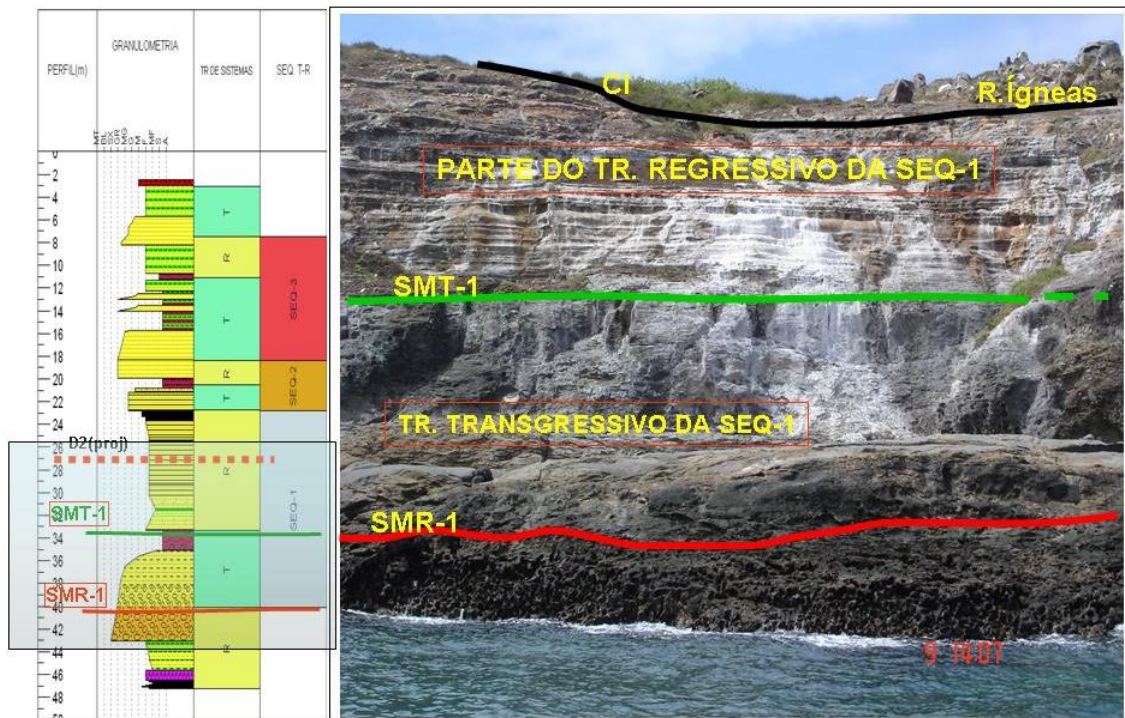 PERFIL(m)
GRANULOMETRIA
TR DE SISTEMAS
SEQ. T-R
0
2
4
6
8
10
12
14
16
18
20
22
24
26
28
30
32
34
36
38
40
42
44
46
48
50
T
R
T
R
T
R
T
R
SEQ-3
SEQ-2
SEQ-1
D2(proj)
SMT-1
SMR-1
CI
R.Ígneas
PARTE DO TR. REGRESSIVO DA SEQ-1
SMT-1
TR. TRANSGRESSIVO DA SEQ-1
SMR-1
9 14:07